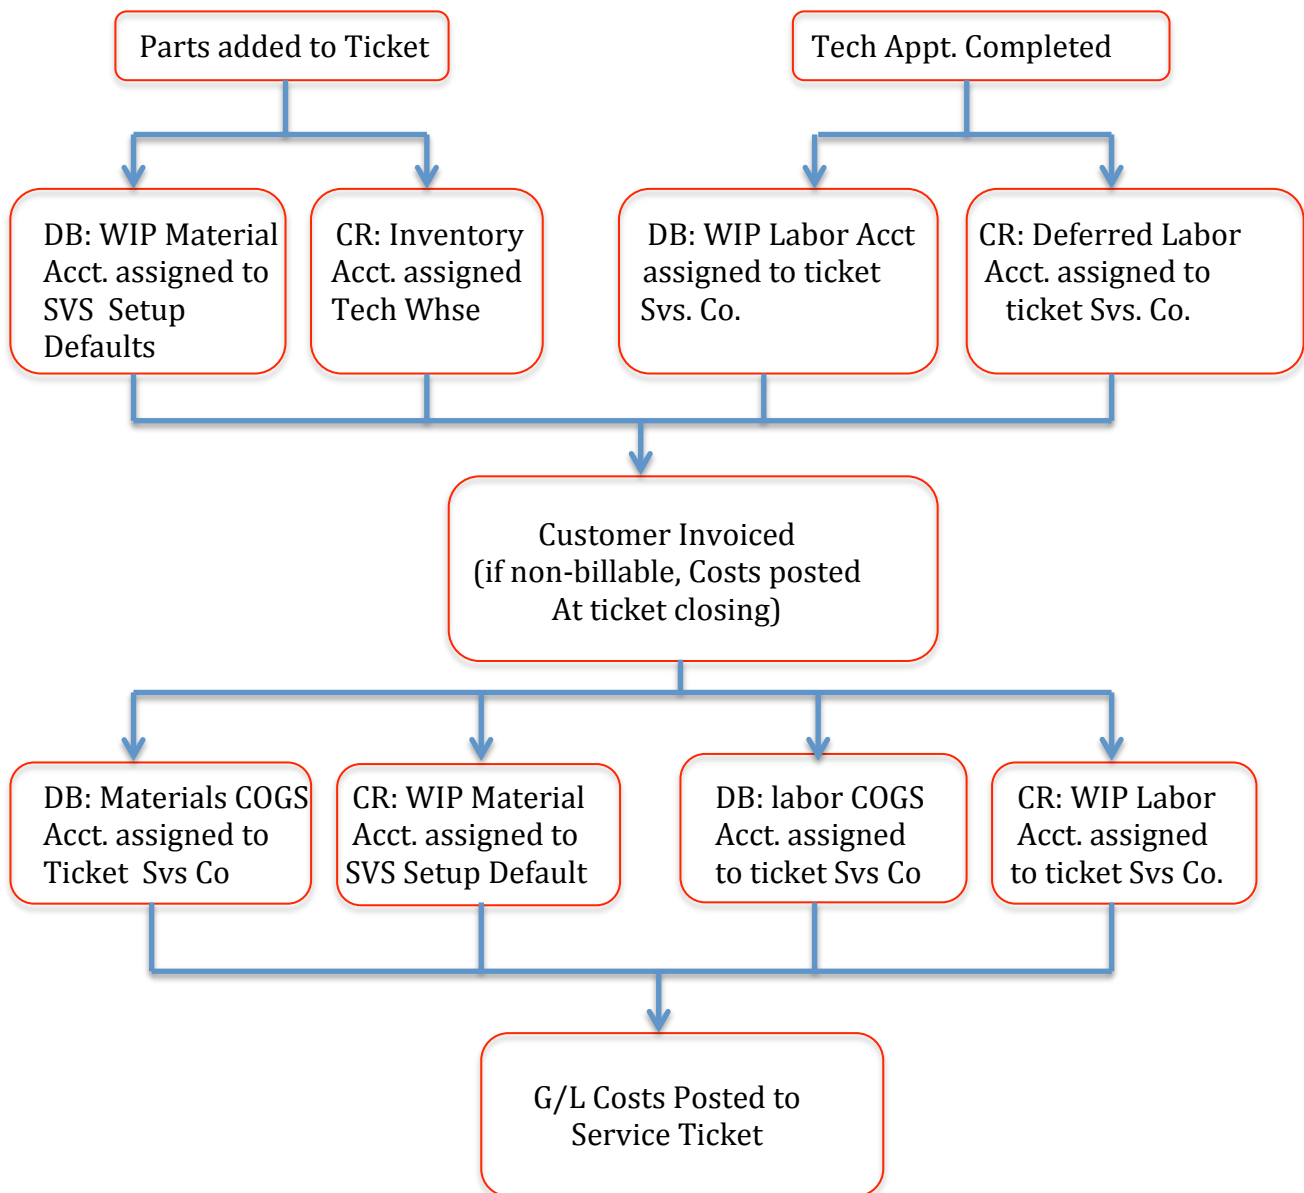 Parts added to Ticket
Tech Appt. Completed
DB: WIP Material
Acct. assigned to
SVS Setup
Defaults
CR: Inventory
Acct. assigned
Tech Whse
DB: WIP Labor Acct
assigned to ticket
Svs. Co.
CR: Deferred Labor
Acct. assigned to
ticket Svs. Co.
Customer Invoiced
(if non-billable, Costs posted
At ticket closing)
DB: Materials COGS
Acct. assigned to
Ticket Svs Co
CR: WIP Material
Acct. assigned to
SVS Setup Default
DB: labor COGS
Acct. assigned
to ticket Svs Co
CR: WIP Labor
Acct. assigned
to ticket Svs Co.
G/L Costs Posted to
Service Ticket